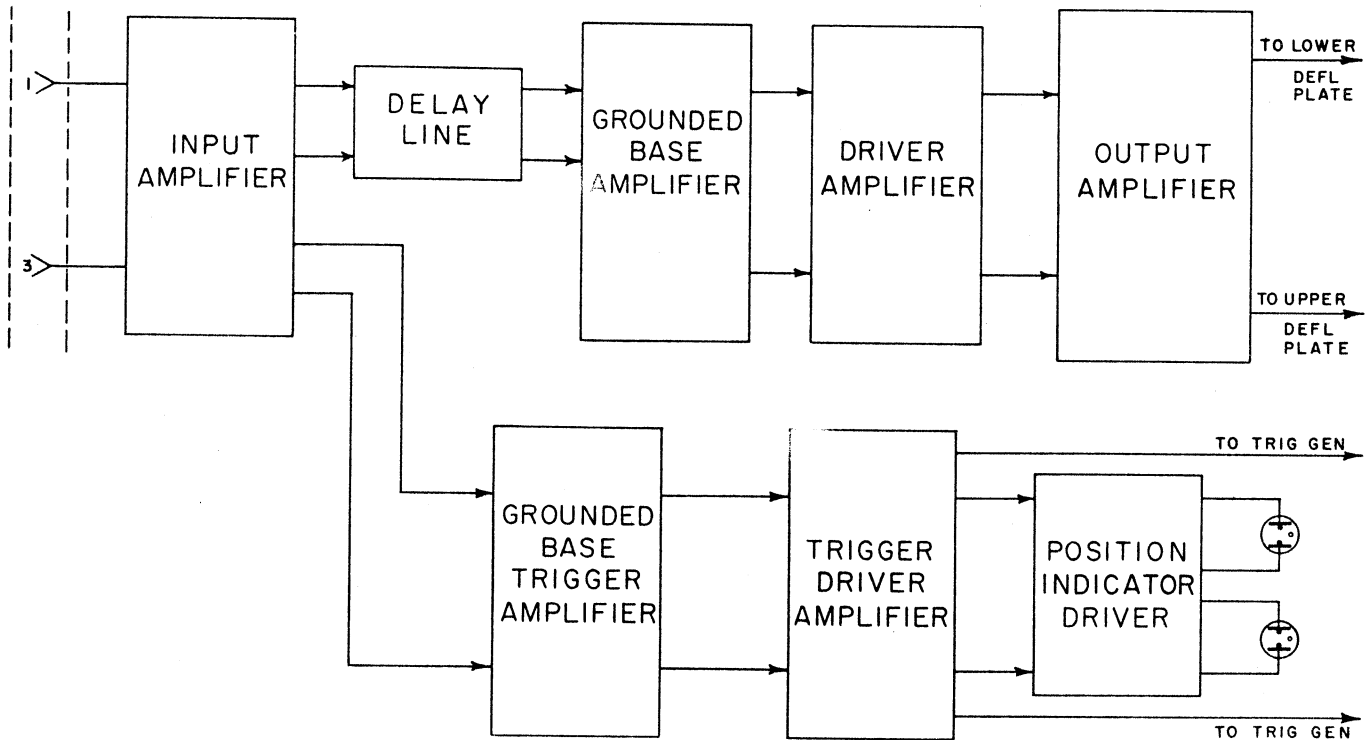 1
3
INPUT
AMPLIFIER
DELAY
LINE
GROUNDED
BASE
AMPLIFIER
DRIVER
AMPLIFIER
OUTPUT
AMPLIFIER
TO LOWER
DEFL
PLATE
TO UPPER
DEFL
PLATE
GROUNDED
BASE
TRIGGER
AMPLIFIER
TRIGGER
DRIVER
AMPLIFIER
TO TRIG GEN
POSITION
INDICATOR
DRIVER
TO TRIG GEN